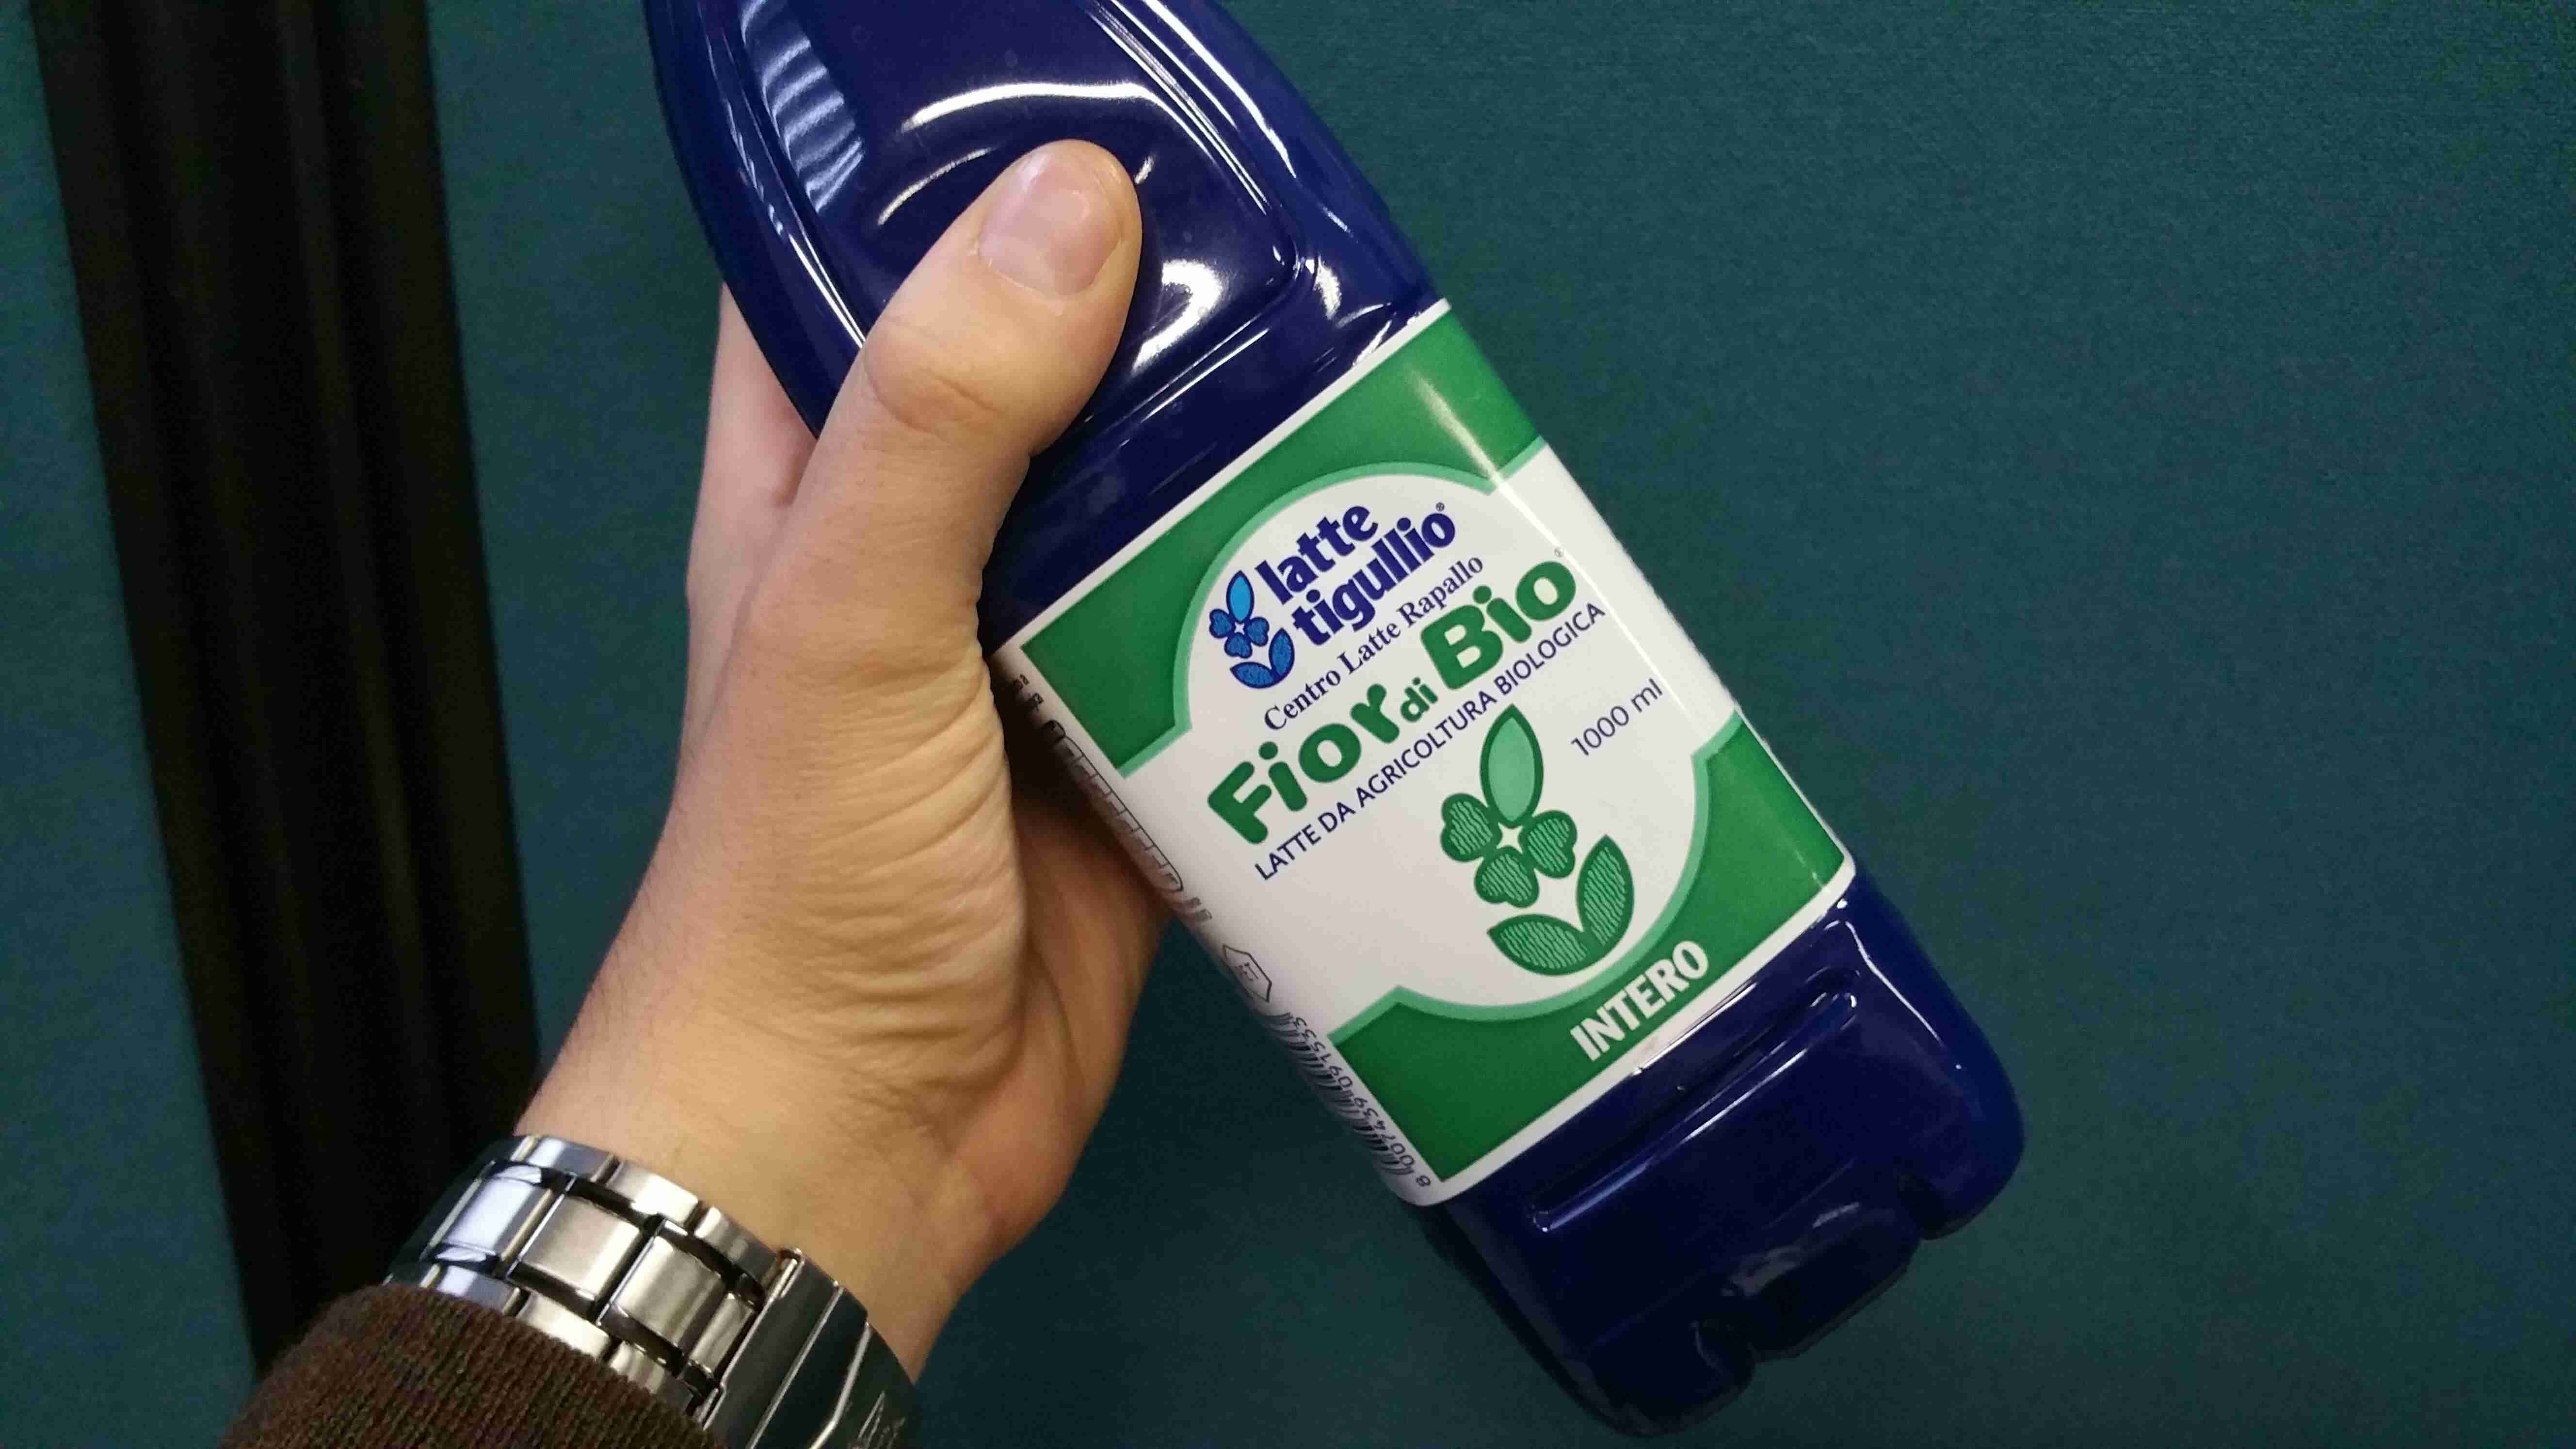 latte
tigullio®
Centro Latte Rapallo
Fior di Bio®
LATTE DA AGRICOLTURA BIOLOGICA
1000 ml
INTERO